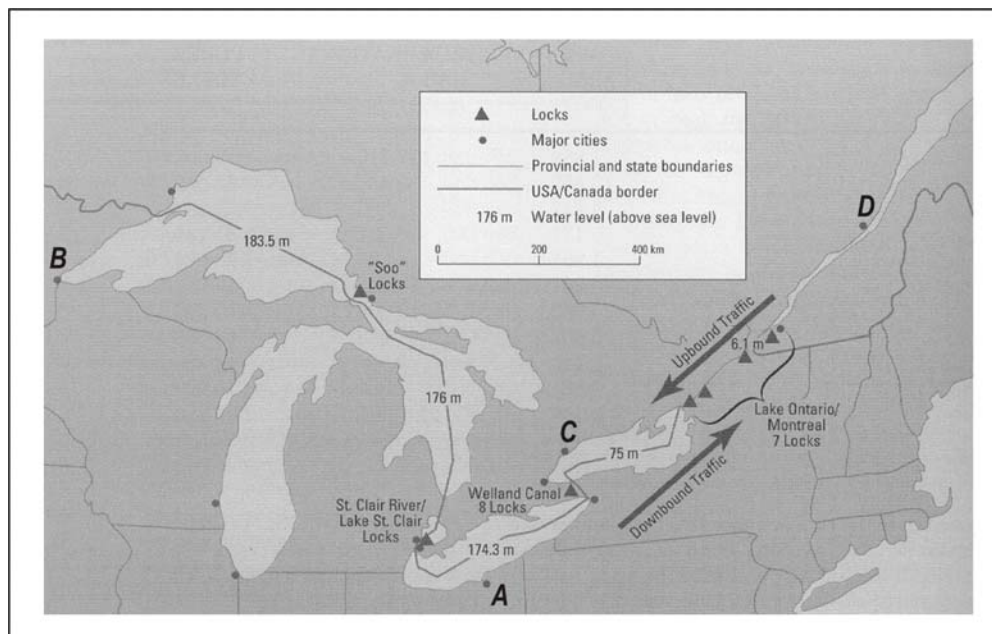 Locks
Major cities
Provincial and state boundaries
USA/Canada border
176 m Water level (above sea level)
0 200 400 km
D
B
183.5 m
"Soo"
Locks
Upbound Traffic
6.1 m
176 m
Lake Ontario/
Montreal
7 Locks
C
75 m
Downbound Traffic
Welland Canal
8 Locks
St. Clair River/
Lake St. Clair
Locks
174.3 m
A